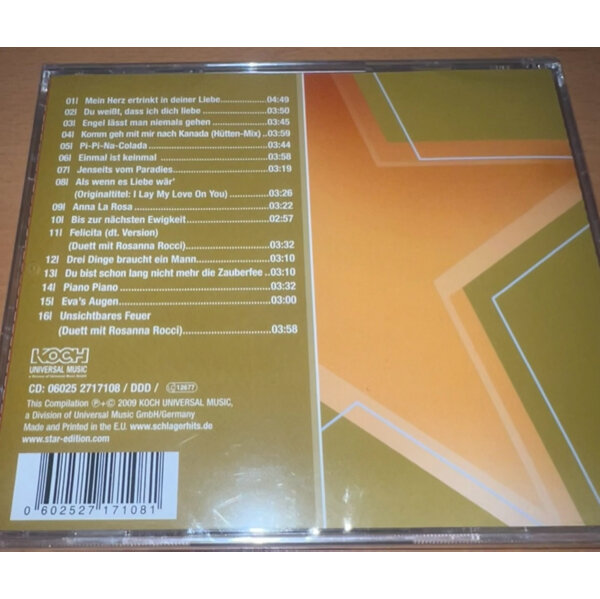 01| Mein Herz ertrinkt in deiner Liebe....................04:49
02| Du weißt, dass ich dich liebe ..........................03:50
03| Engel lässt man niemals gehen ......................03:45
04| Komm geh mit mir nach Kanada (Hütten-Mix) ..03:59
05| Pi-Pi-Na-Colada...............................................03:44
06| Einmal ist keinmal ..........................................03:58
07| Jenseits vom Paradies.....................................03:19
08| Als wenn es Liebe wär'
(Originaltitel: I Lay My Love On You) ................03:26
09| Anna La Rosa ..................................................03:22
10| Bis zur nächsten Ewigkeit................................02:57
11| Felicita (dt. Version)
(Duett mit Rosanna Rocci)................................03:32
12| Drei Dinge braucht ein Mann...........................03:10
13| Du bist schon lang nicht mehr die Zauberfee ..03:10
14| Piano Piano .....................................................03:32
15| Eva's Augen.....................................................03:00
16| Unsichtbares Feuer
(Duett mit Rosanna Rocci)................................03:58
KOCH
UNIVERSAL MUSIC
CD: 06025 2717108 / DDD / LC 12677
This Compilation ℗+© 2009 KOCH UNIVERSAL MUSIC,
a Division of Universal Music GmbH/Germany
Made and Printed in the E.U. www.schlagerhits.de
www.star-edition.com
0 602527 171081